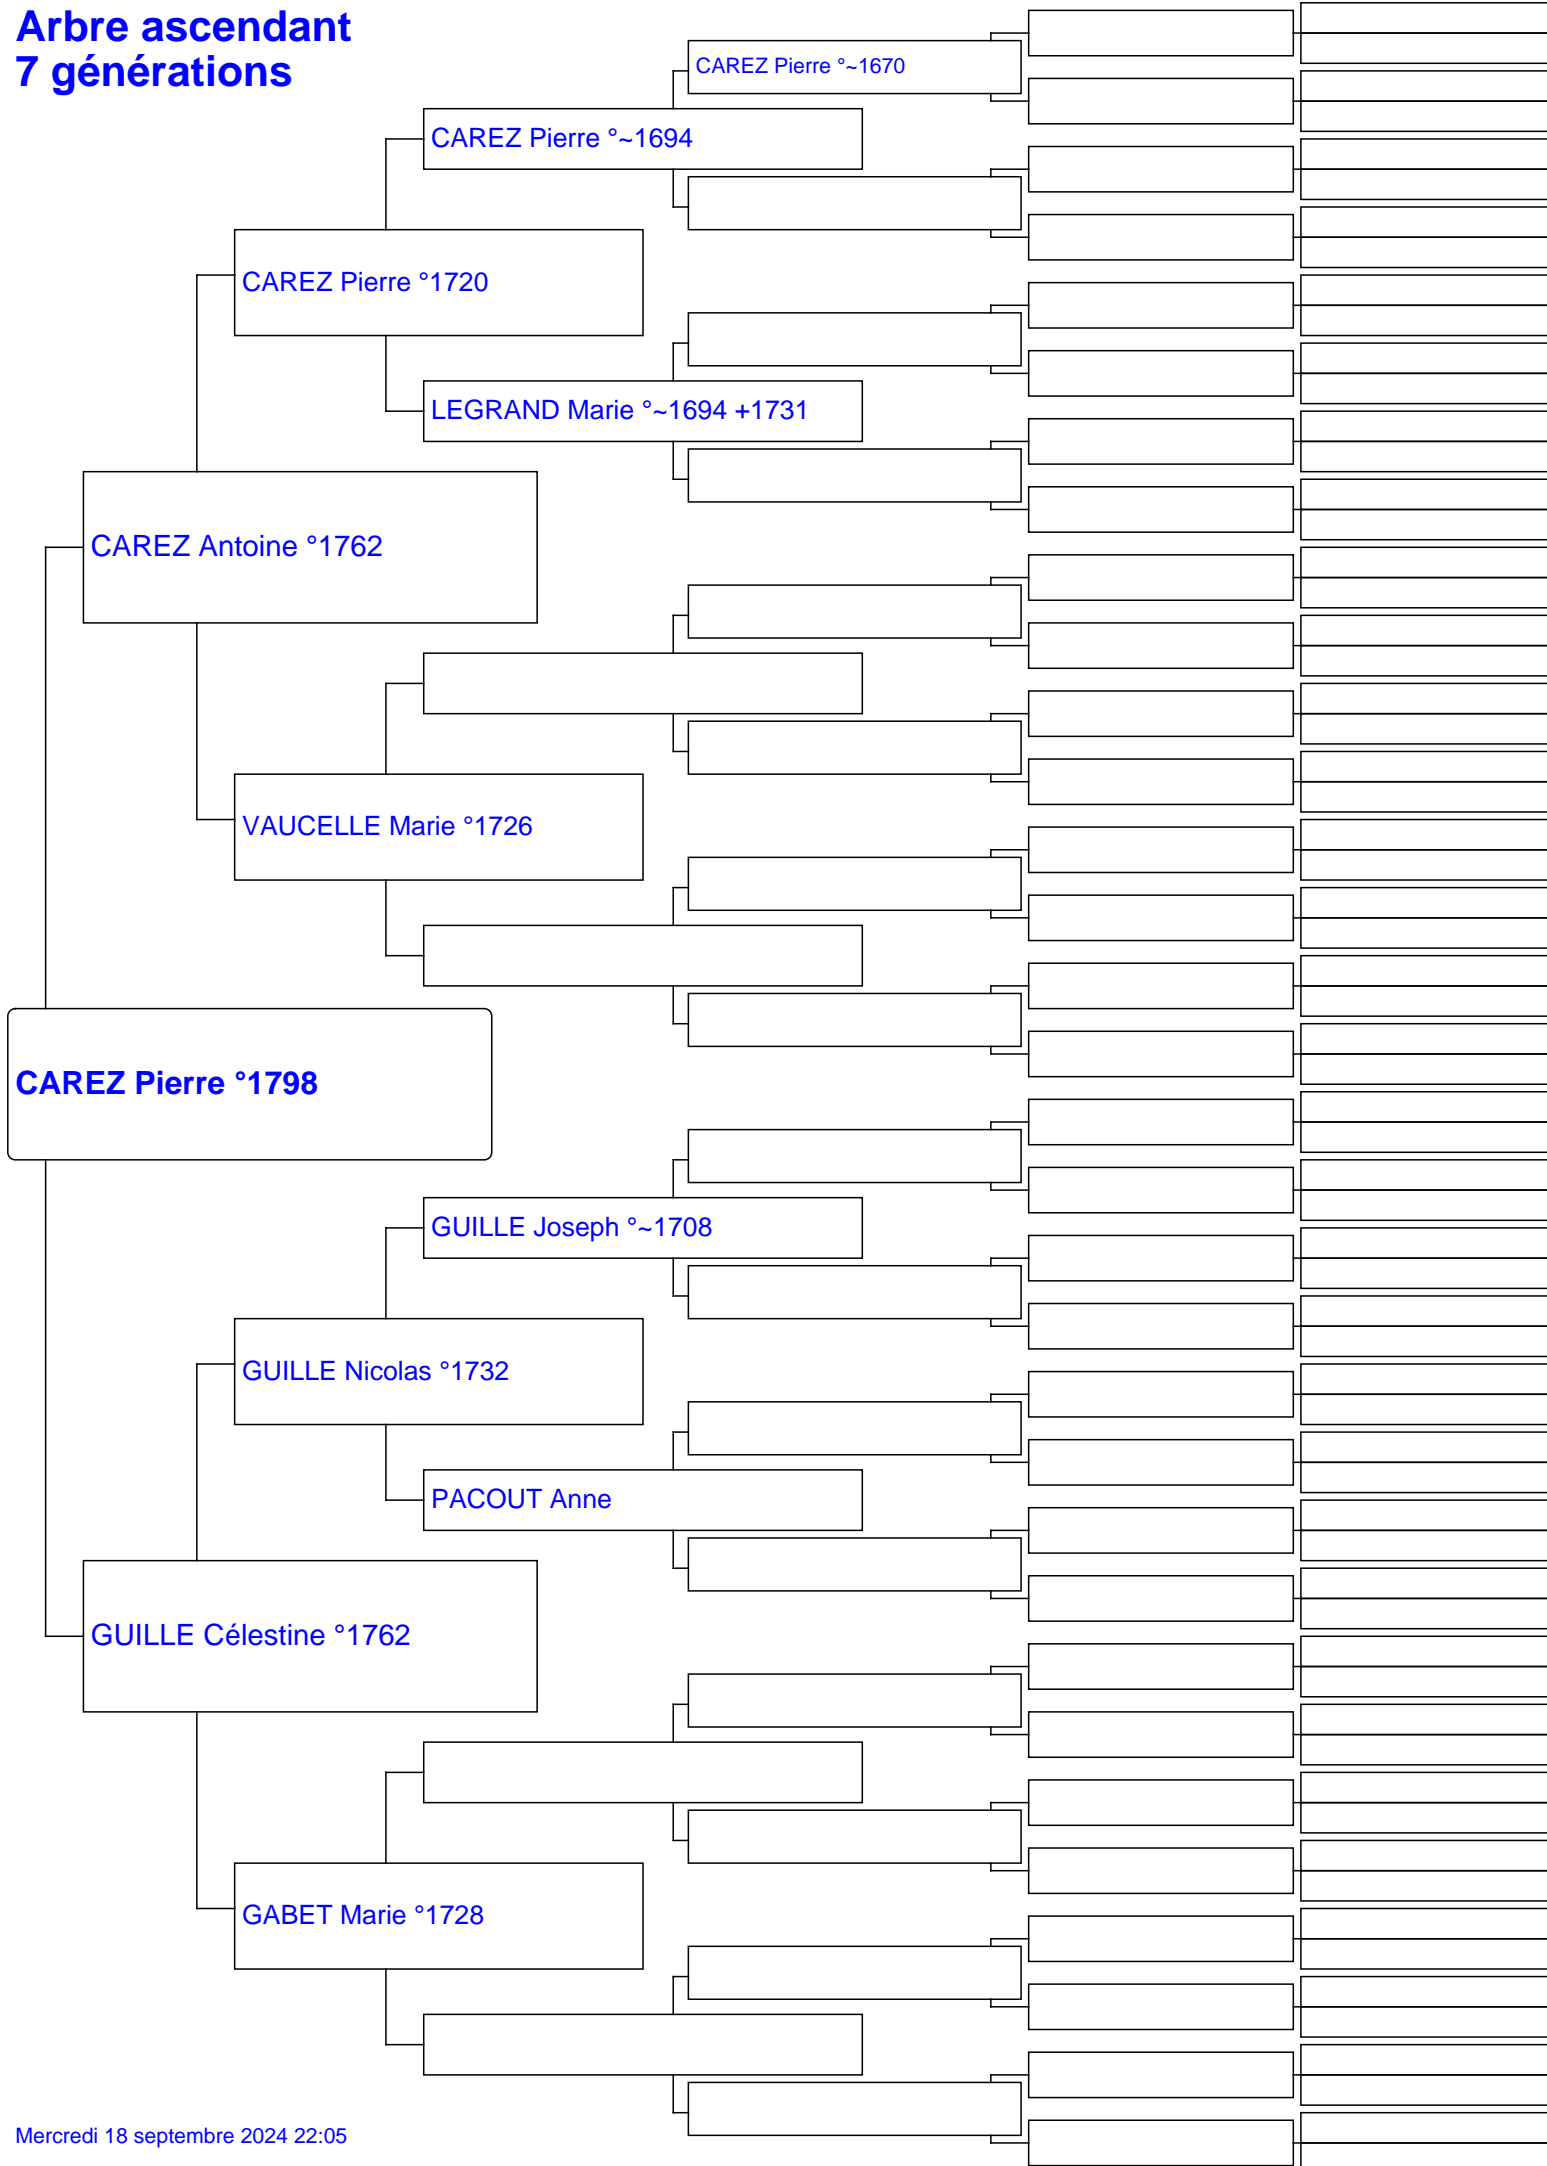 Arbre ascendant
7 générations
CAREZ Pierre °~1670
CAREZ Pierre °~1694
CAREZ Pierre °1720
LEGRAND Marie °~1694 +1731
CAREZ Antoine °1762
VAUCELLE Marie °1726
CAREZ Pierre °1798
GUILLE Joseph °~1708
GUILLE Nicolas °1732
PACOUT Anne
GUILLE Célestine °1762
GABET Marie °1728
Mercredi 18 septembre 2024 22:05